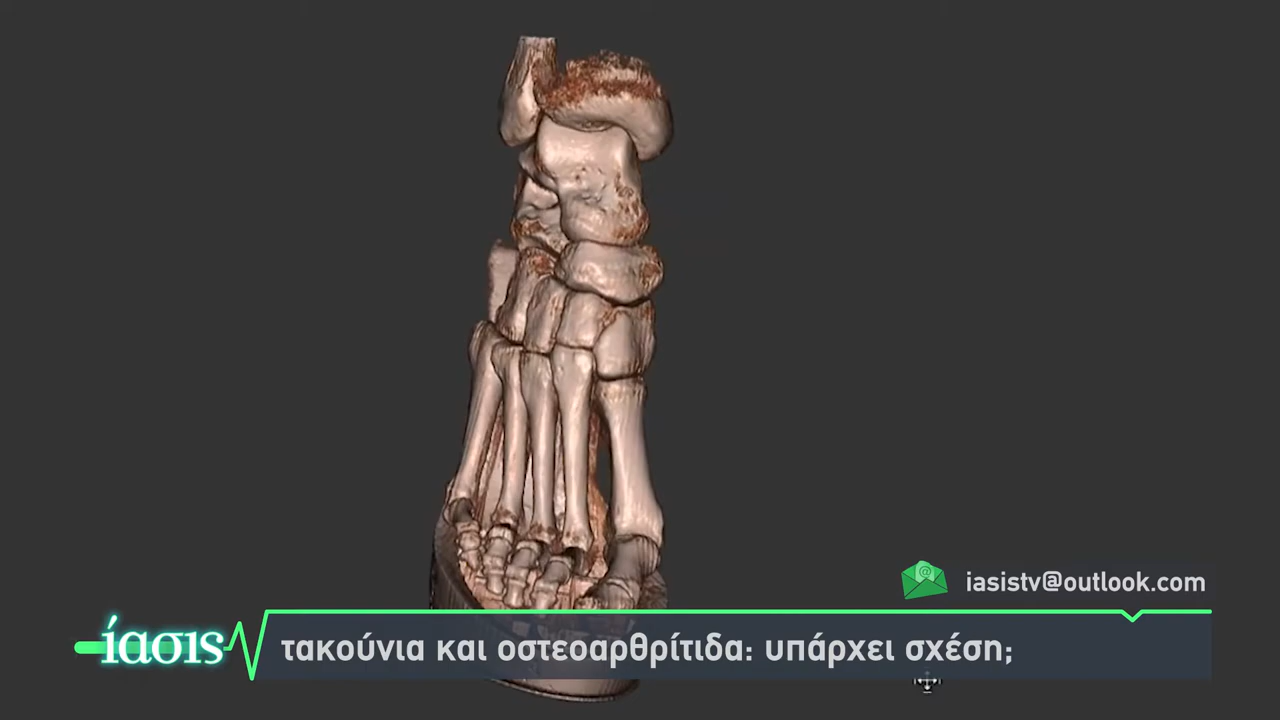 iasistv@outlook.com
ίασις
τακούνια και οστεοαρθρίτιδα: υπάρχει σχέση;